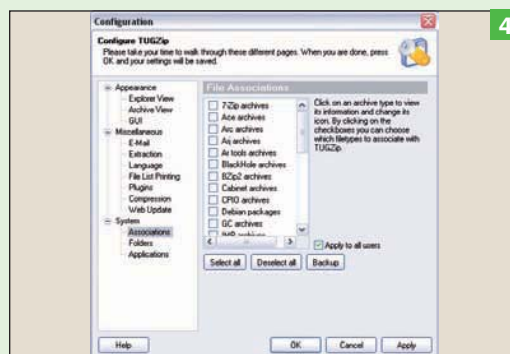 4
Configuration
Configure TUGZip
Please take your time to walk through these different pages. When you are done, press
OK and your settings will be saved.
Appearance
Explorer View
Archive View
GUI
Miscellaneous
E-Mail
Extraction
Language
File List Printing
Plugins
Compression
Web Update
System
Associations
Folders
Applications
File Associations
7-Zip archives
Ace archives
Arc archives
Arj archives
Ar tools archives
BlackHole archives
BZip2 archives
Cabinet archives
CPIO archives
Debian packages
GC archives
Click on an archive type to view
its information and change its
icon. By clicking on the
checkboxes you can choose
which filetypes to associate with
TUGZip.
Apply to all users
Select all
Deselect all
Backup
Help
OK
Cancel
Apply